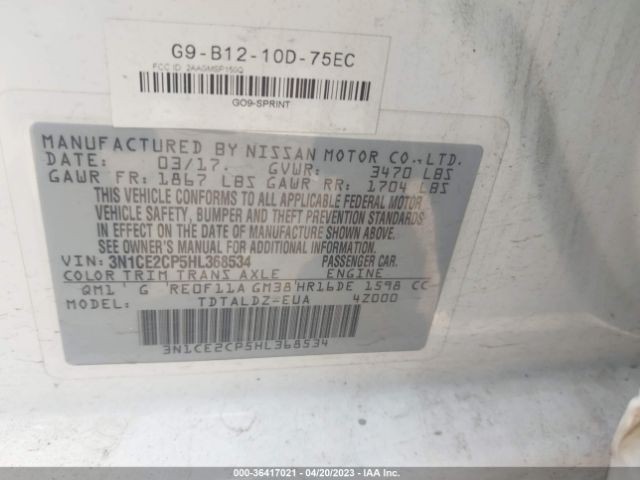 G9-B12-10D-75EC
FCC ID: 2AA9MSP150Q
GO9-SPRINT
MANUFACTURED BY NISSAN MOTOR CO., LTD.
DATE: 03/17. GVWR: 3470 LBS
GAWR FR: 1867 LBS GAWR RR: 1704 LBS
THIS VEHICLE CONFORMS TO ALL APPLICABLE FEDERAL MOTOR
VEHICLE SAFETY, BUMPER AND THEFT PREVENTION STANDARDS
IN EFFECT ON THE DATE OF MANUFACTURE SHOWN ABOVE.
SEE OWNER'S MANUAL FOR ADDITIONAL INFORMATION.
VIN: 3N1CE2CP5HL368534 PASSENGER CAR.
COLOR TRIM TRANS AXLE ENGINE
QM1' G 'RE0F11A GM38'HR16DE 1598 CC
MODEL: TDTALDZ-EUA 4Z000
3N1CE2CP5HL368534
000-36417021 - 04/20/2023 - IAA Inc.